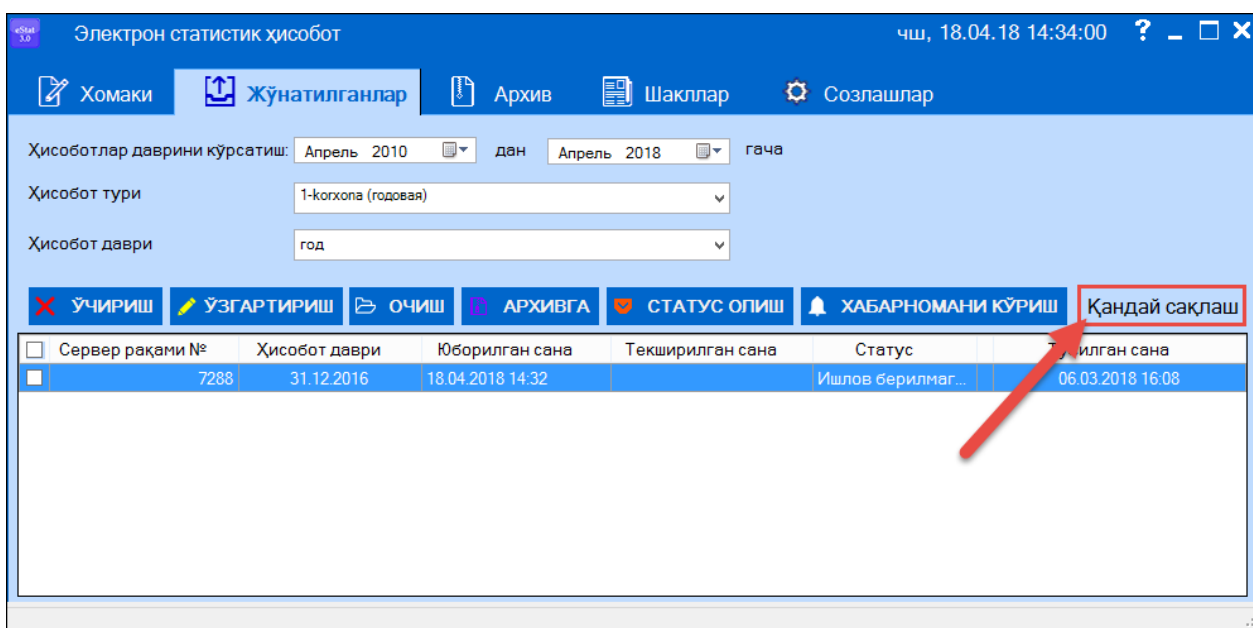 eStat 3.0 Электрон статистик ҳисобот чш, 18.04.18 14:34:00 ?
Хомаки Жўнатилганлар Архив Шакллар Созлашлар
Ҳисоботлар даврини кўрсатиш: Апрель 2010 дан Апрель 2018 гача
Ҳисобот тури 1-korxona (годовая)
Ҳисобот даври год
ЎЧИРИШ ЎЗГАРТИРИШ ОЧИШ АРХИВГА СТАТУС ОЛИШ ХАБАРНОМАНИ КЎРИШ Қандай сақлаш
Сервер рақами № Ҳисобот даври Юборилган сана Текширилган сана Статус сана
7288 31.12.2016 18.04.2018 14:32 Ишлов берилмаг... 06.03.2018 16:08